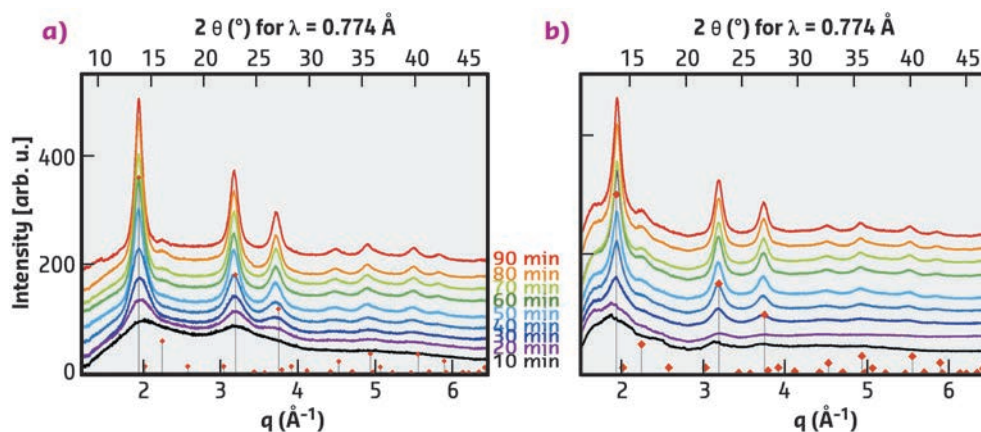 a)
2 θ (°) for λ = 0.774 Å
10 15 20 25 30 35 40 45
Intensity [arb. u.]
400
200
0
2 3 4 5 6
q (Å⁻¹)
90 min
80 min
70 min
60 min
50 min
40 min
30 min
20 min
10 min
b)
2 θ (°) for λ = 0.774 Å
15 20 25 30 35 40 45
2 3 4 5 6
q (Å⁻¹)